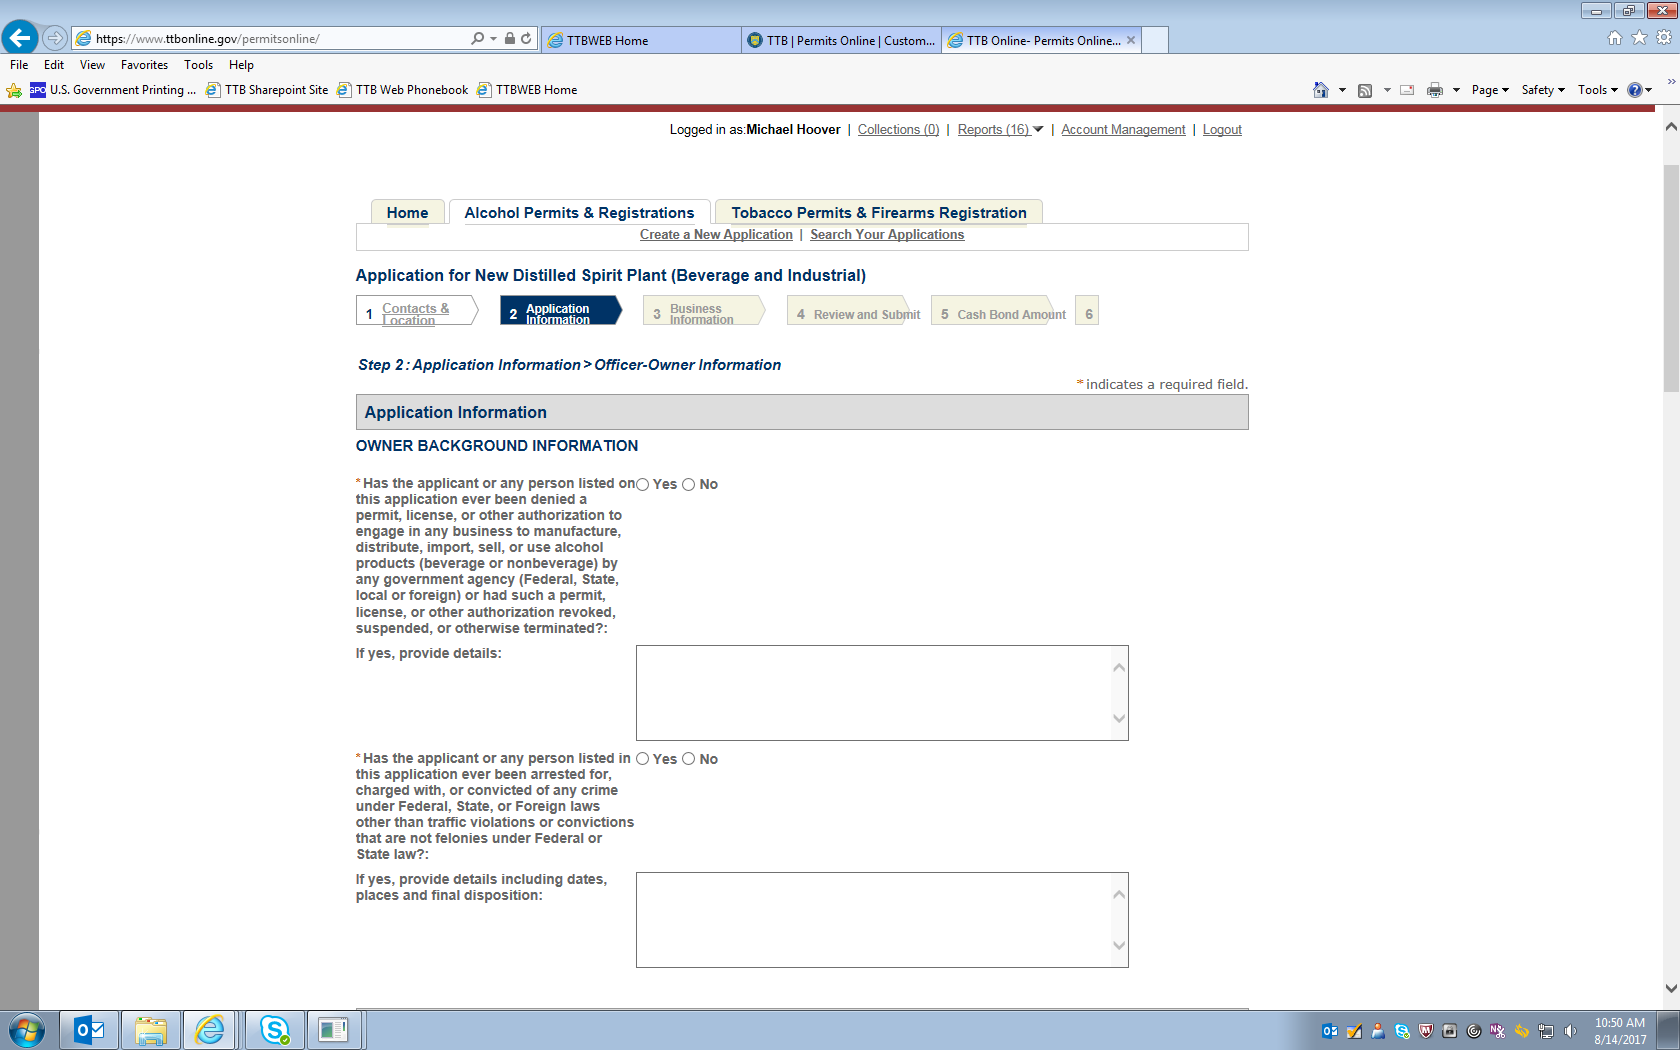 https://www.ttbonline.gov/permitsonline/
TTBWEB Home
TTB | Permits Online | Custom...
TTB Online- Permits Online...
File Edit View Favorites Tools Help
GPO U.S. Government Printing ... TTB Sharepoint Site TTB Web Phonebook TTBWEB Home
Page Safety Tools
Logged in as:Michael Hoover | Collections (0) | Reports (16) | Account Management | Logout
Home Alcohol Permits & Registrations Tobacco Permits & Firearms Registration
Create a New Application | Search Your Applications
Application for New Distilled Spirit Plant (Beverage and Industrial)
1 Contacts & Location
2 Application Information
3 Business Information
4 Review and Submit
5 Cash Bond Amount
6
Step 2: Application Information > Officer-Owner Information
* indicates a required field.
Application Information
OWNER BACKGROUND INFORMATION
* Has the applicant or any person listed on Yes No
this application ever been denied a
permit, license, or other authorization to
engage in any business to manufacture,
distribute, import, sell, or use alcohol
products (beverage or nonbeverage) by
any government agency (Federal, State,
local or foreign) or had such a permit,
license, or other authorization revoked,
suspended, or otherwise terminated?:
If yes, provide details:
* Has the applicant or any person listed in Yes No
this application ever been arrested for,
charged with, or convicted of any crime
under Federal, State, or Foreign laws
other than traffic violations or convictions
that are not felonies under Federal or
State law?:
If yes, provide details including dates,
places and final disposition:
10:50 AM
8/14/2017